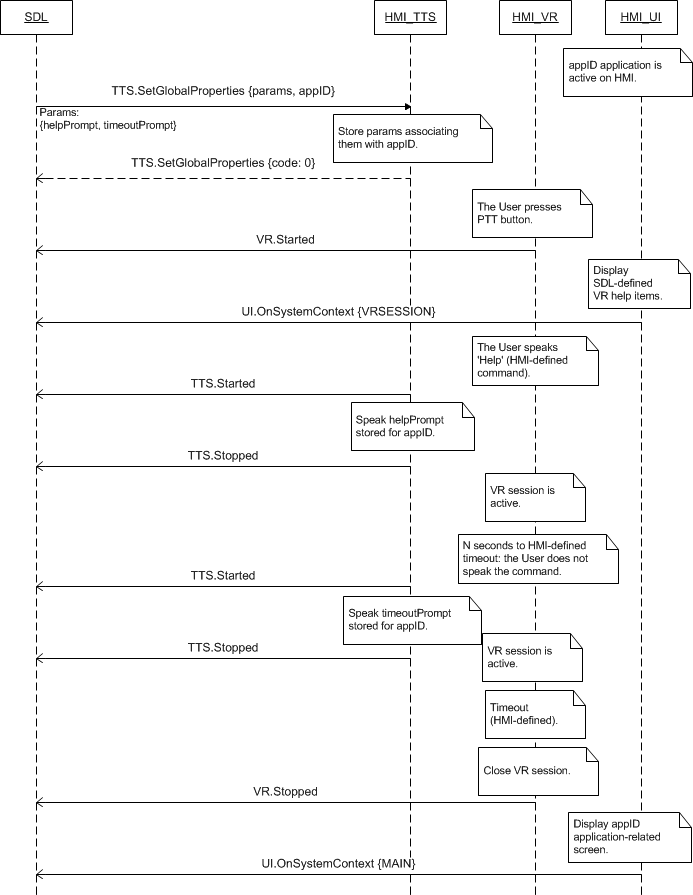 SDL
HMI_TTS
HMI_VR
HMI_UI
appID application is
active on HMI.
TTS.SetGlobalProperties {params, appID}
Params:
{helpPrompt, timeoutPrompt}
Store params associating
them with appID.
TTS.SetGlobalProperties {code: 0}
The User presses
PTT button.
VR.Started
Display
SDL-defined
VR help items.
UI.OnSystemContext {VRSESSION}
The User speaks
'Help' (HMI-defined
command).
TTS.Started
Speak helpPrompt
stored for appID.
TTS.Stopped
VR session is
active.
N seconds to HMI-defined
timeout: the User does not
speak the command.
TTS.Started
Speak timeoutPrompt
stored for appID.
TTS.Stopped
VR session is
active.
Timeout
(HMI-defined).
Close VR session.
VR.Stopped
Display appID
application-related
screen.
UI.OnSystemContext {MAIN}